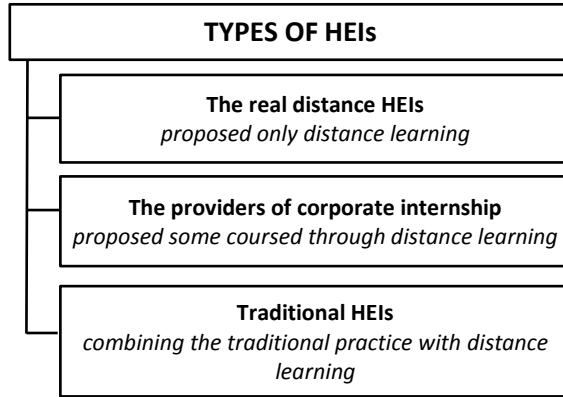 TYPES OF HEIs
The real distance HEIs
proposed only distance learning
The providers of corporate internship
proposed some coursed through distance learning
Traditional HEIs
combining the traditional practice with distance
learning